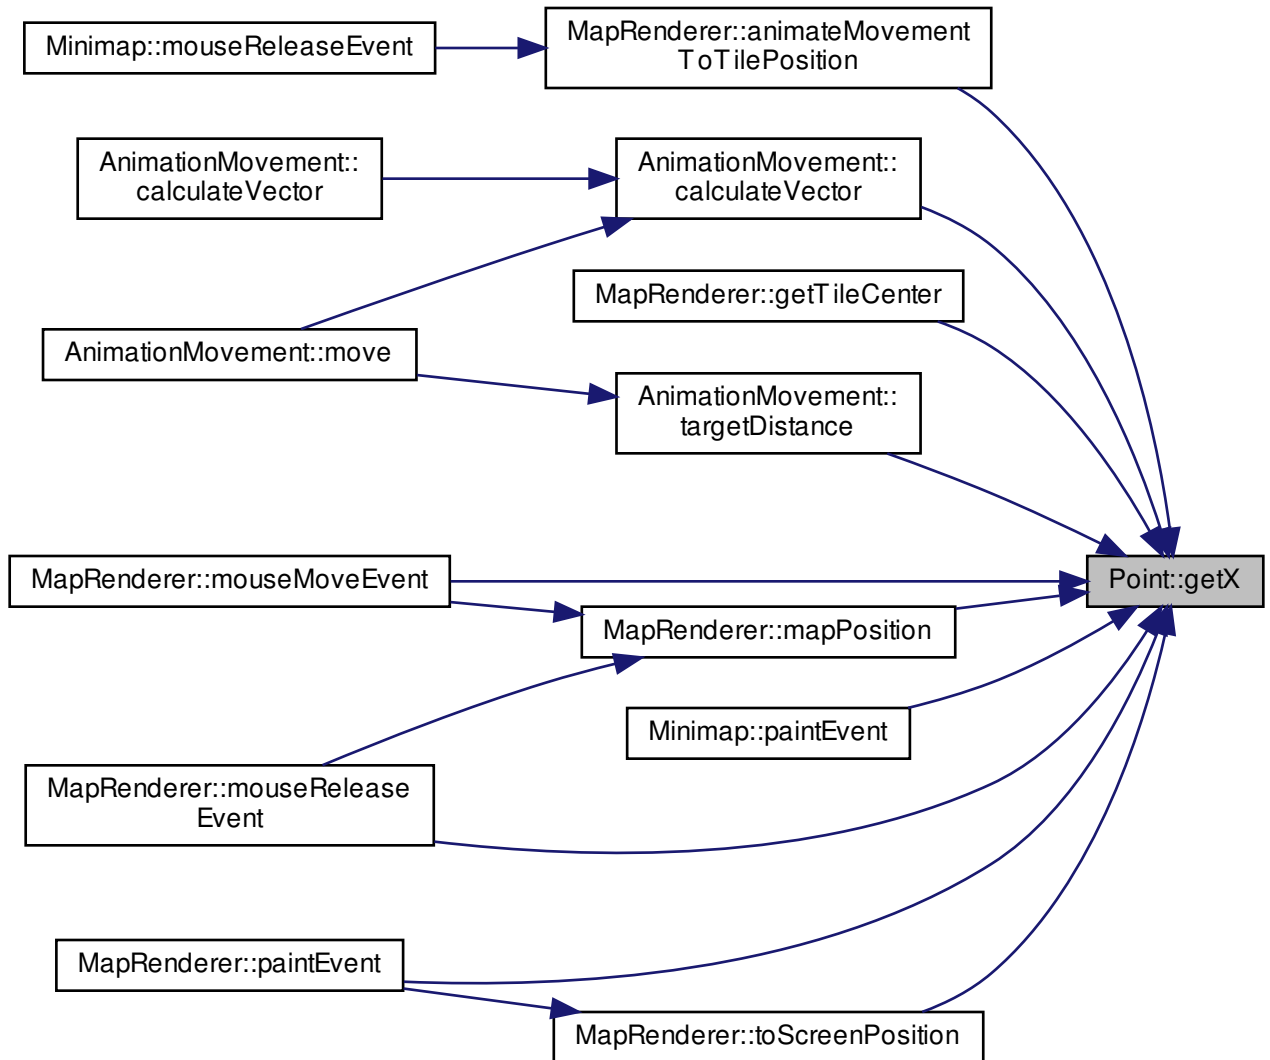 Minimap::mouseReleaseEvent
MapRenderer::animateMovement
ToTilePosition
AnimationMovement::
calculateVector
AnimationMovement::
calculateVector
MapRenderer::getTileCenter
AnimationMovement::move
AnimationMovement::
targetDistance
MapRenderer::mouseMoveEvent
Point::getX
MapRenderer::mapPosition
Minimap::paintEvent
MapRenderer::mouseRelease
Event
MapRenderer::paintEvent
MapRenderer::toScreenPosition